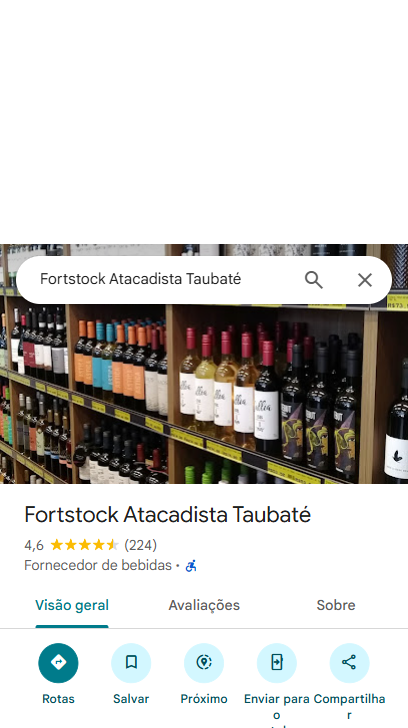 Fortstock Atacadista Taubaté
Fortstock Atacadista Taubaté
4,6 (224)
Fornecedor de bebidas ·
Visão geral Avaliações Sobre
Rotas Salvar Próximo Enviar para o Compartilhar